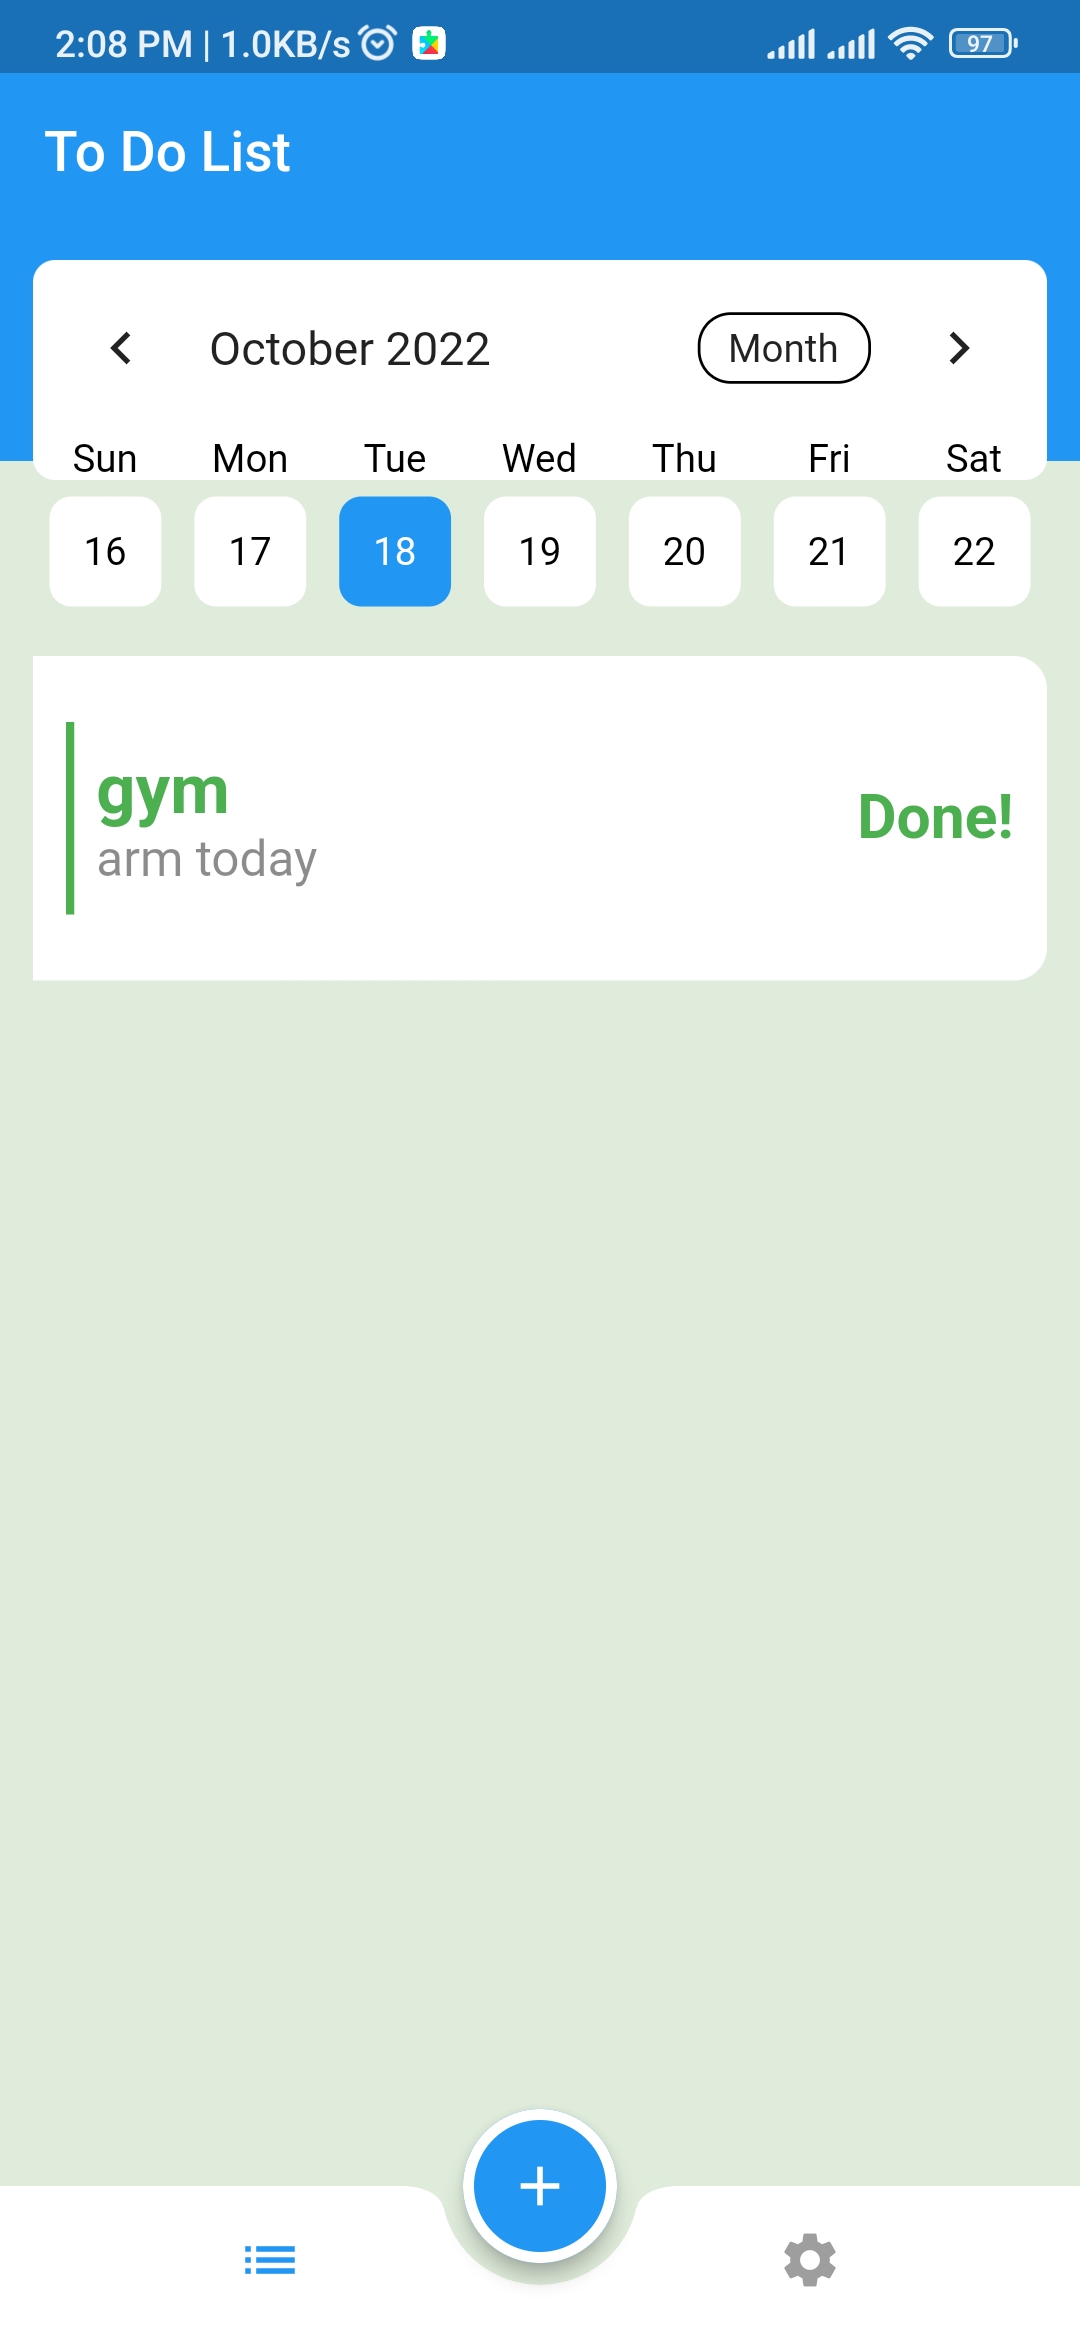 2:08 PM | 1.0KB/s
97
To Do List
October 2022
Month
Sun Mon Tue Wed Thu Fri Sat
16 17 18 19 20 21 22
gym
arm today
Done!